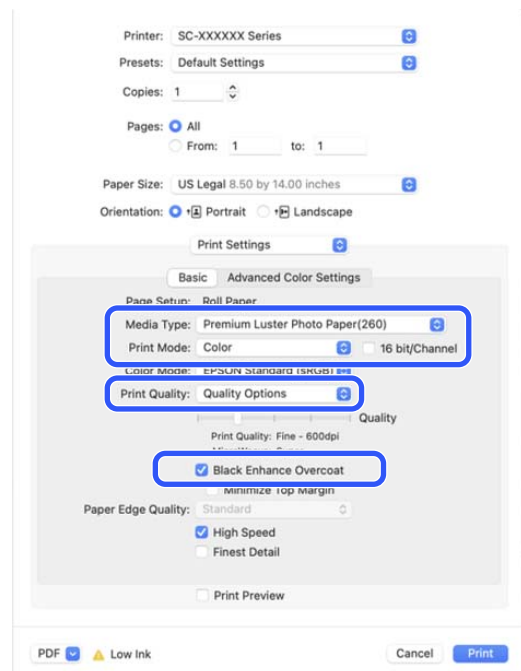 Printer: SC-XXXXXX Series
Presets: Default Settings
Copies: 1
Pages: All
From: 1 to: 1
Paper Size: US Legal 8.50 by 14.00 inches
Orientation: Portrait Landscape
Print Settings
Basic Advanced Color Settings
Page Setup: Roll Paper
Media Type: Premium Luster Photo Paper(260)
Print Mode: Color 16 bit/Channel
Color Mode: EPSON Standard (sRGB)
Print Quality: Quality Options
Quality
Print Quality: Fine - 600dpi
Black Enhance Overcoat
Minimize Top Margin
Paper Edge Quality: Standard
High Speed
Finest Detail
Print Preview
PDF Low Ink Cancel Print